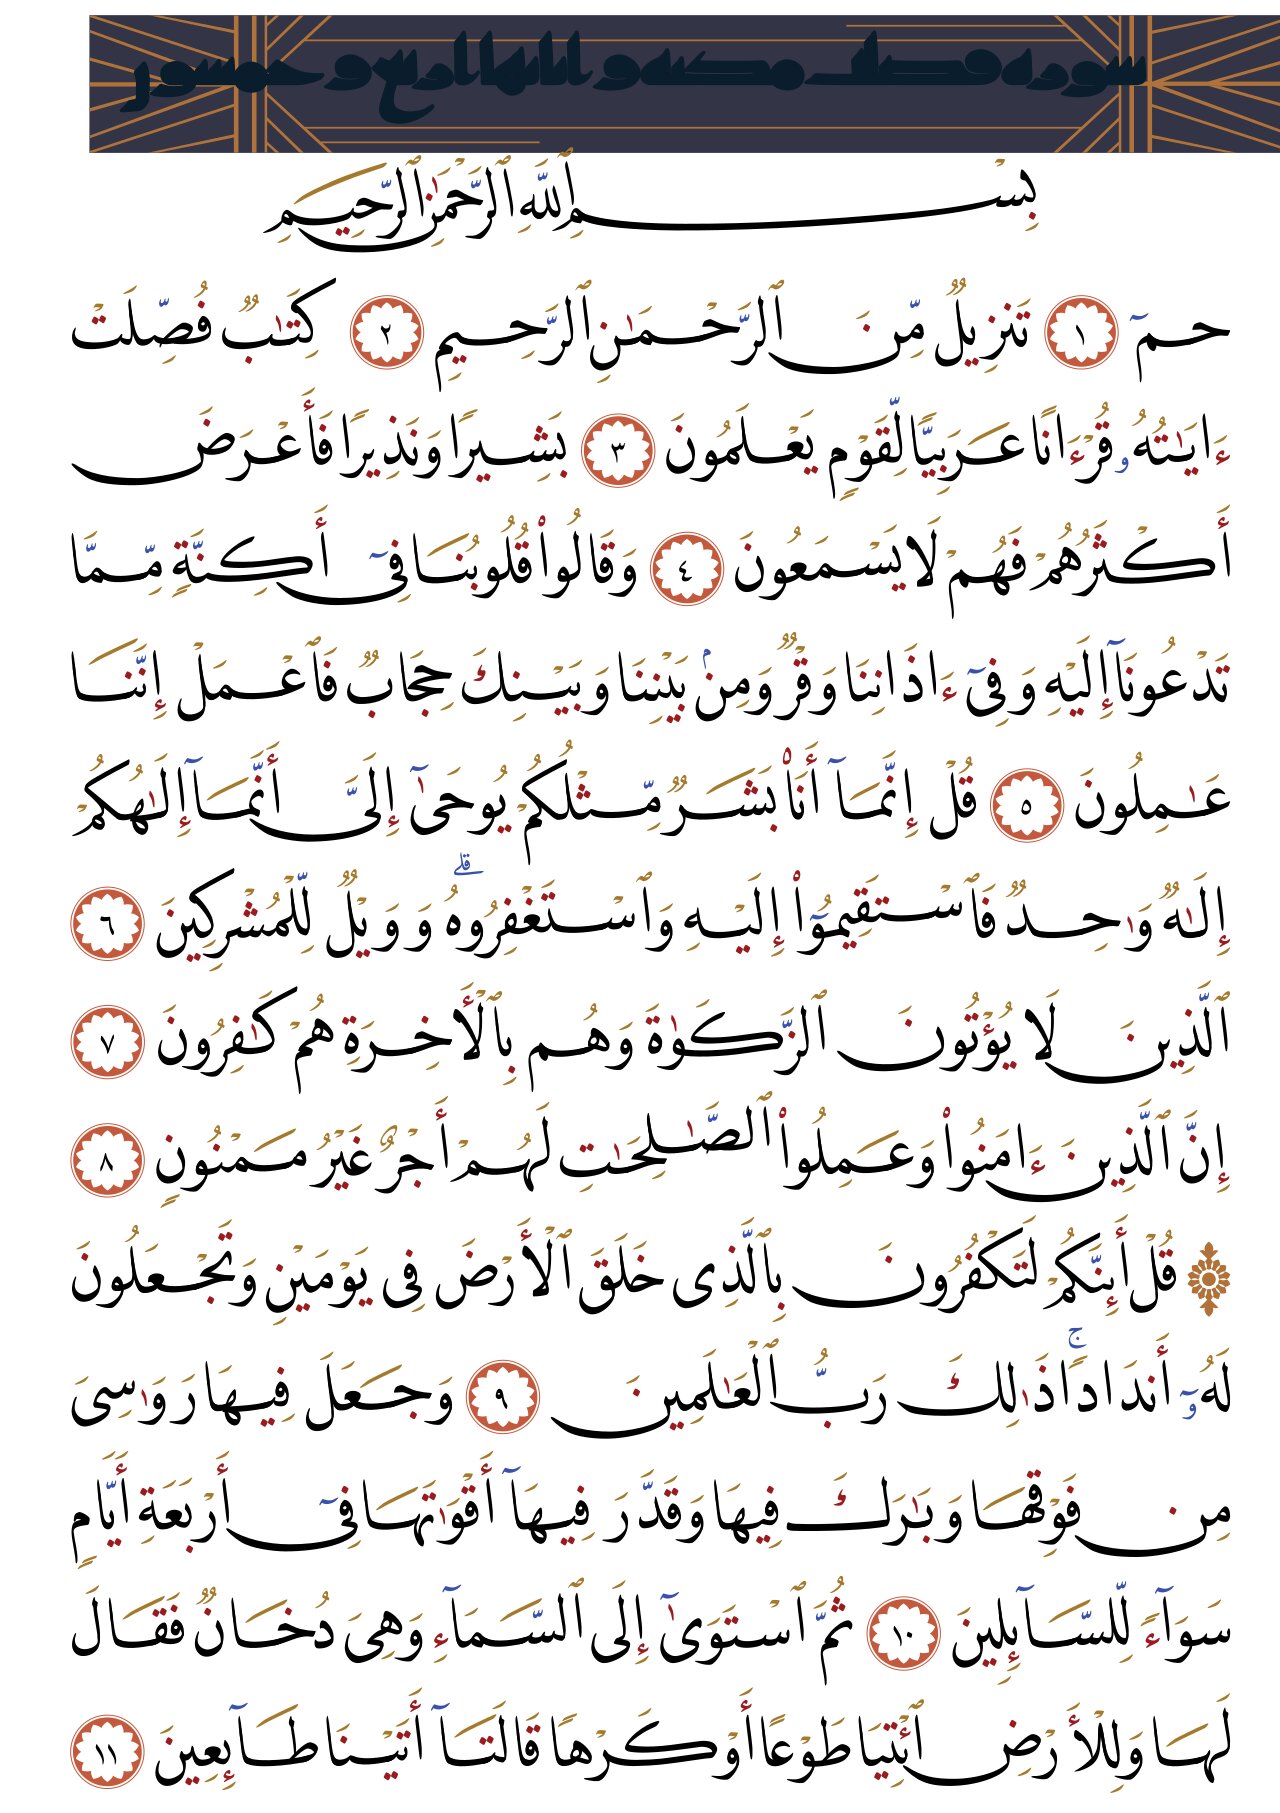 سورة فصلت مكية و اياتها اربع و خمسون
بِسْمِ ٱللَّهِ ٱلرَّحْمَٰنِ ٱلرَّحِيمِ
حمٓ ١ تَنزِيلٌ مِّنَ ٱلرَّحْمَٰنِ ٱلرَّحِيمِ ٢ كِتَٰبٌ فُصِّلَتْ
ءَايَٰتُهُۥ قُرْءَانًا عَرَبِيًّا لِّقَوْمٍ يَعْلَمُونَ ٣ بَشِيرًا وَنَذِيرًا فَأَعْرَضَ
أَكْثَرُهُمْ فَهُمْ لَا يَسْمَعُونَ ٤ وَقَالُوا۟ قُلُوبُنَا فِىٓ أَكِنَّةٍ مِّمَّا
تَدْعُونَآ إِلَيْهِ وَفِىٓ ءَاذَانِنَا وَقْرٌ وَمِنۢ بَيْنِنَا وَبَيْنِكَ حِجَابٌ فَٱعْمَلْ إِنَّنَا
عَٰمِلُونَ ٥ قُلْ إِنَّمَآ أَنَا۠ بَشَرٌ مِّثْلُكُمْ يُوحَىٰٓ إِلَىَّ أَنَّمَآ إِلَٰهُكُمْ
إِلَٰهٌ وَٰحِدٌ فَٱسْتَقِيمُوٓا۟ إِلَيْهِ وَٱسْتَغْفِرُوهُ ۗ وَوَيْلٌ لِّلْمُشْرِكِينَ ٦
ٱلَّذِينَ لَا يُؤْتُونَ ٱلزَّكَوٰةَ وَهُم بِٱلْأَخِرَةِ هُمْ كَٰفِرُونَ ٧
إِنَّ ٱلَّذِينَ ءَامَنُوا۟ وَعَمِلُوا۟ ٱلصَّٰلِحَٰتِ لَهُمْ أَجْرٌ غَيْرُ مَمْنُونٍ ٨
۞ قُلْ أَئِنَّكُمْ لَتَكْفُرُونَ بِٱلَّذِى خَلَقَ ٱلْأَرْضَ فِى يَوْمَيْنِ وَتَجْعَلُونَ
لَهُۥٓ أَندَادًا ۚ ذَٰلِكَ رَبُّ ٱلْعَٰلَمِينَ ٩ وَجَعَلَ فِيهَا رَوَٰسِىَ
مِن فَوْقِهَا وَبَٰرَكَ فِيهَا وَقَدَّرَ فِيهَآ أَقْوَٰتَهَا فِىٓ أَرْبَعَةِ أَيَّامٍ
سَوَآءً لِّلسَّآئِلِينَ ١٠ ثُمَّ ٱسْتَوَىٰٓ إِلَى ٱلسَّمَآءِ وَهِىَ دُخَانٌ فَقَالَ
لَهَا وَلِلْأَرْضِ ٱئْتِيَا طَوْعًا أَوْ كَرْهًا قَالَتَآ أَتَيْنَا طَآئِعِينَ ١١